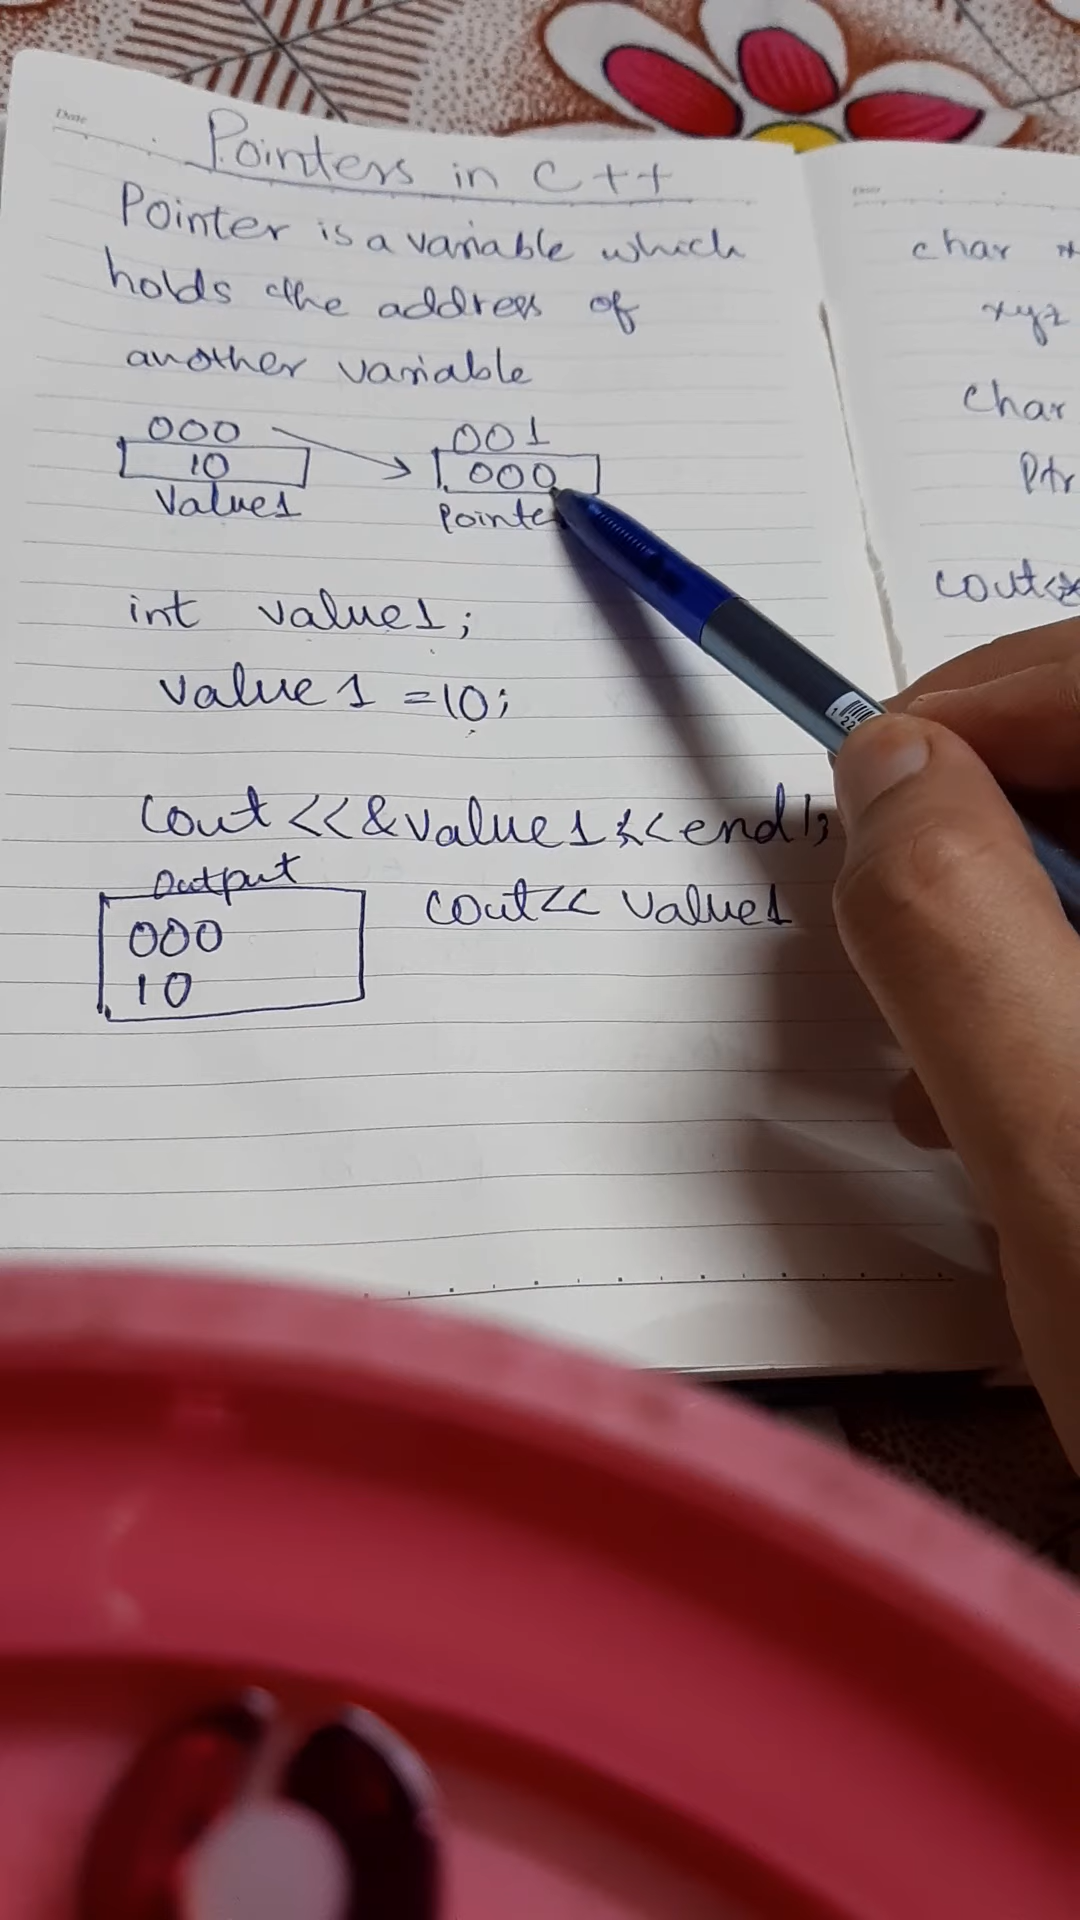 Date
Pointers in C++
Pointer is a variable which
holds the address of
another variable
000 001
10 000
Value1
int value1;
value1 =10;
Cout <<&value1<<endl;
Output
cout<< value1
000
10
Date
char *
xyz
Char
Ptr
cout<<